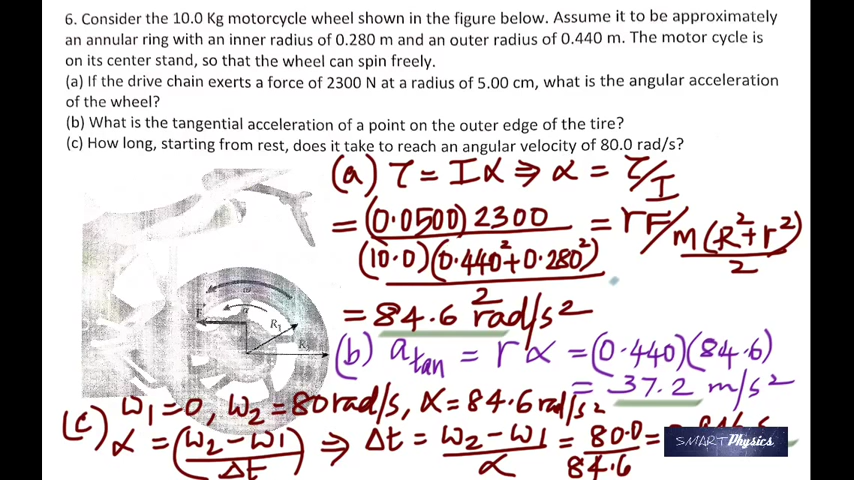 6. Consider the 10.0 Kg motorcycle wheel shown in the figure below. Assume it to be approximately
an annular ring with an inner radius of 0.280 m and an outer radius of 0.440 m. The motor cycle is
on its center stand, so that the wheel can spin freely.
(a) If the drive chain exerts a force of 2300 N at a radius of 5.00 cm, what is the angular acceleration
of the wheel?
(b) What is the tangential acceleration of a point on the outer edge of the tire?
(c) How long, starting from rest, does it take to reach an angular velocity of 80.0 rad/s?
(a) τ = Iα ⇒ α = τ/I
= (0.0500) 2300 / (10.0)(0.440² + 0.280²)/2 = rF / M(R² + r²)/2
= 84.6 rad/s²
F
ω
α
R₁
(b) a_tan = rα = (0.440)(84.6)
= 37.2 m/s²
(c) ω₁ = 0, ω₂ = 80 rad/s, α = 84.6 rad/s²
α = (ω₂ - ω₁ / Δt) ⇒ Δt = ω₂ - ω₁ / α = 80.0 / 84.6 =
SMART Physics